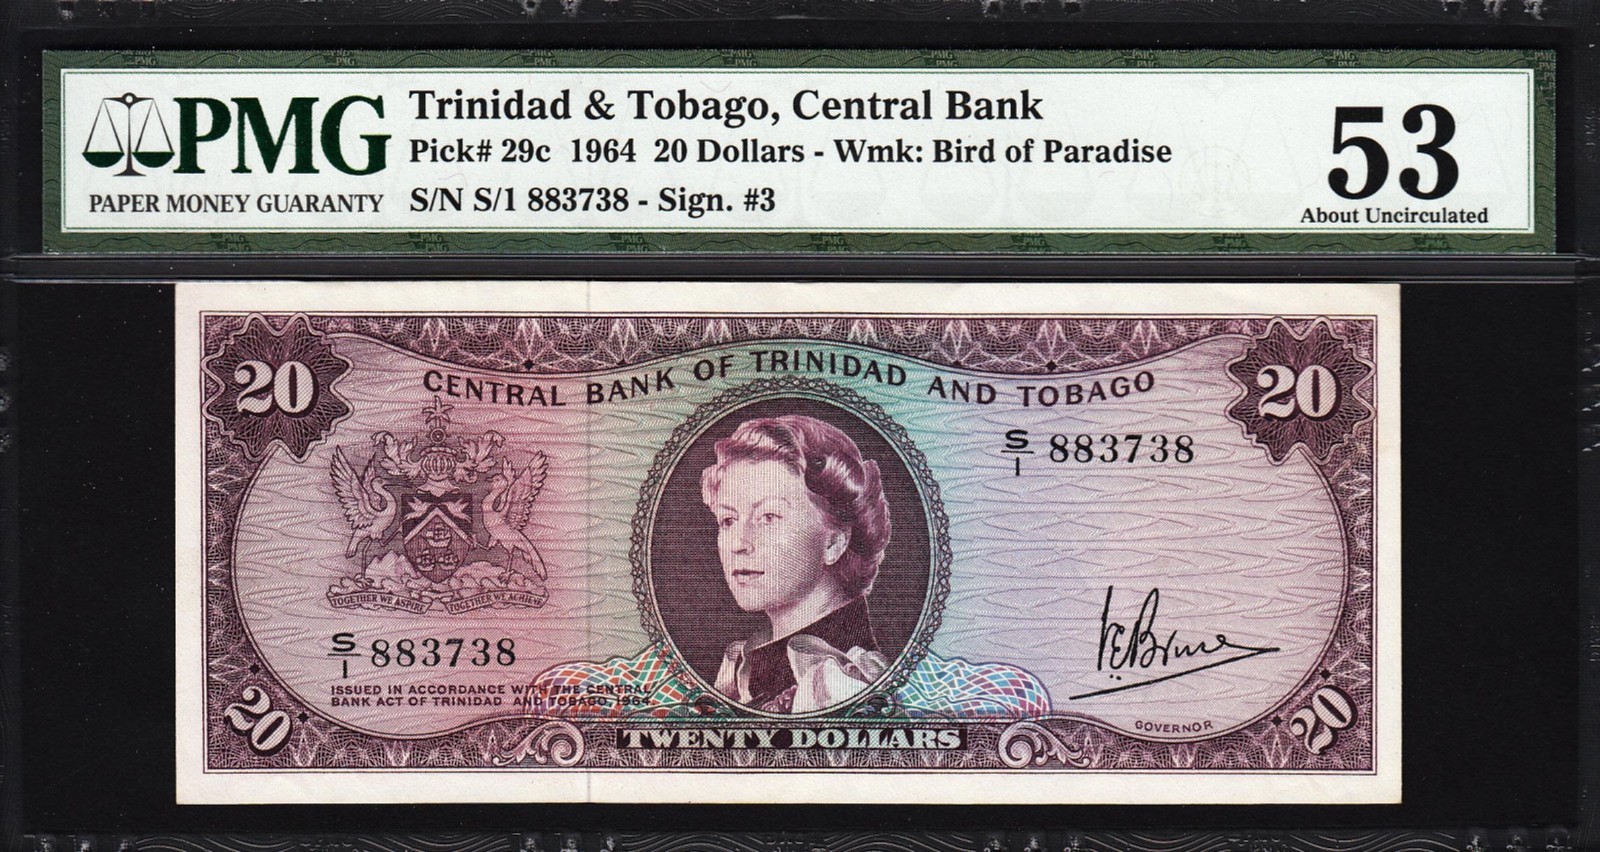 PMG
PAPER MONEY GUARANTY
Trinidad & Tobago, Central Bank
Pick# 29c 1964 20 Dollars - Wmk: Bird of Paradise
S/N S/1 883738 - Sign. #3
53
About Uncirculated
20
20
CENTRAL BANK OF TRINIDAD AND TOBAGO
S/1 883738
TOGETHER WE ASPIRE TOGETHER WE ACHIEVE
S/1 883738
ISSUED IN ACCORDANCE WITH THE CENTRAL
BANK ACT OF TRINIDAD AND TOBAGO, 1964.
GOVERNOR
20
TWENTY DOLLARS
20